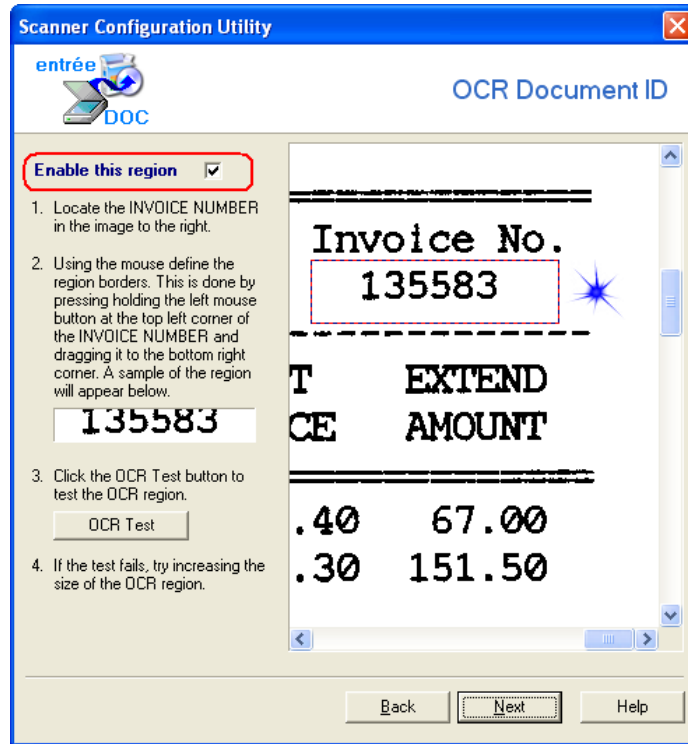 Scanner Configuration Utility
entrée
DOC
OCR Document ID
Enable this region
1. Locate the INVOICE NUMBER
in the image to the right.
2. Using the mouse define the
region borders. This is done by
pressing holding the left mouse
button at the top left corner of
the INVOICE NUMBER and
dragging it to the bottom right
corner. A sample of the region
will appear below.
135583
3. Click the OCR Test button to
test the OCR region.
OCR Test
4. If the test fails, try increasing the
size of the OCR region.
Invoice No.
135583
T EXTEND
CE AMOUNT
.40 67.00
.30 151.50
Back
Next
Help